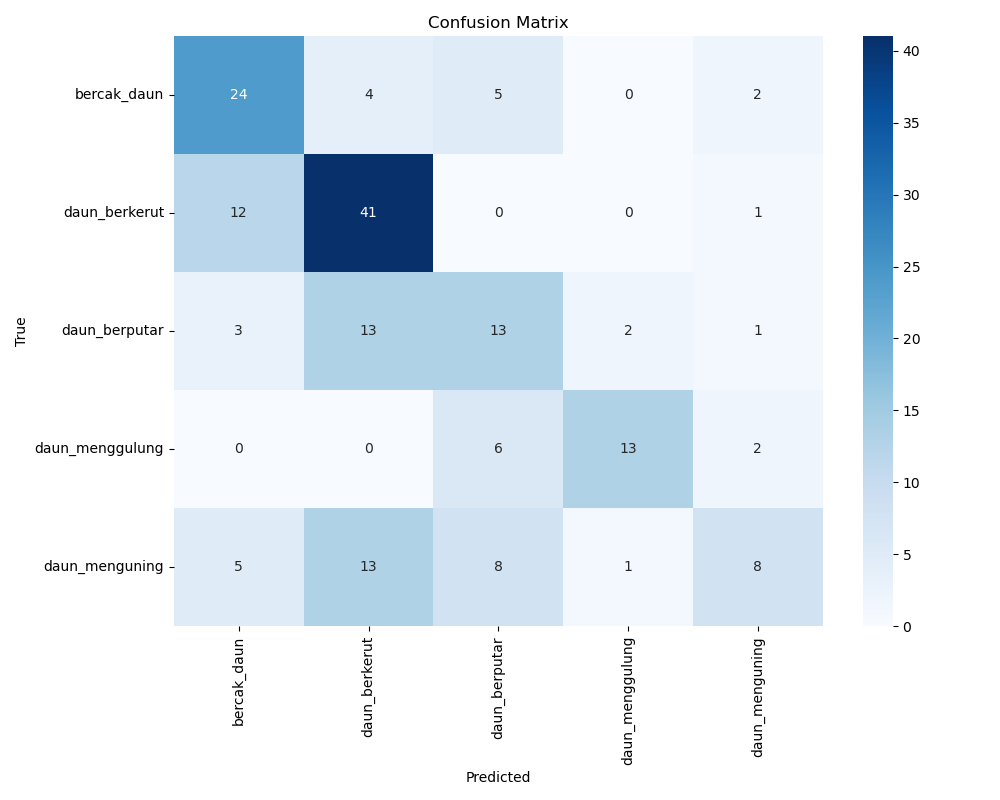 Confusion Matrix
True
bercak_daun 24 4 5 0 2
daun_berkerut 12 41 0 0 1
daun_berputar 3 13 13 2 1
daun_menggulung 0 0 6 13 2
daun_menguning 5 13 8 1 8
bercak_daun daun_berkerut daun_berputar daun_menggulung daun_menguning
Predicted
40
35
30
25
20
15
10
5
0